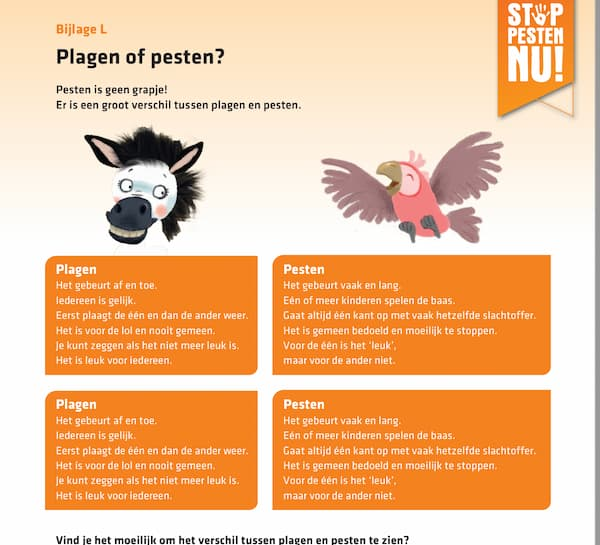 Bijlage L
STOP
PESTEN
NU!
Plagen of pesten?
Pesten is geen grapje!
Er is een groot verschil tussen plagen en pesten.
Plagen
Het gebeurt af en toe.
Iedereen is gelijk.
Eerst plaagt de één en dan de ander weer.
Het is voor de lol en nooit gemeen.
Je kunt zeggen als het niet meer leuk is.
Het is leuk voor iedereen.
Pesten
Het gebeurt vaak en lang.
Eén of meer kinderen spelen de baas.
Gaat altijd één kant op met vaak hetzelfde slachtoffer.
Het is gemeen bedoeld en moeilijk te stoppen.
Voor de één is het 'leuk',
maar voor de ander niet.
Plagen
Het gebeurt af en toe.
Iedereen is gelijk.
Eerst plaagt de één en dan de ander weer.
Het is voor de lol en nooit gemeen.
Je kunt zeggen als het niet meer leuk is.
Het is leuk voor iedereen.
Pesten
Het gebeurt vaak en lang.
Eén of meer kinderen spelen de baas.
Gaat altijd één kant op met vaak hetzelfde slachtoffer.
Het is gemeen bedoeld en moeilijk te stoppen.
Voor de één is het 'leuk',
maar voor de ander niet.
Vind je het moeilijk om het verschil tussen plagen en pesten te zien?